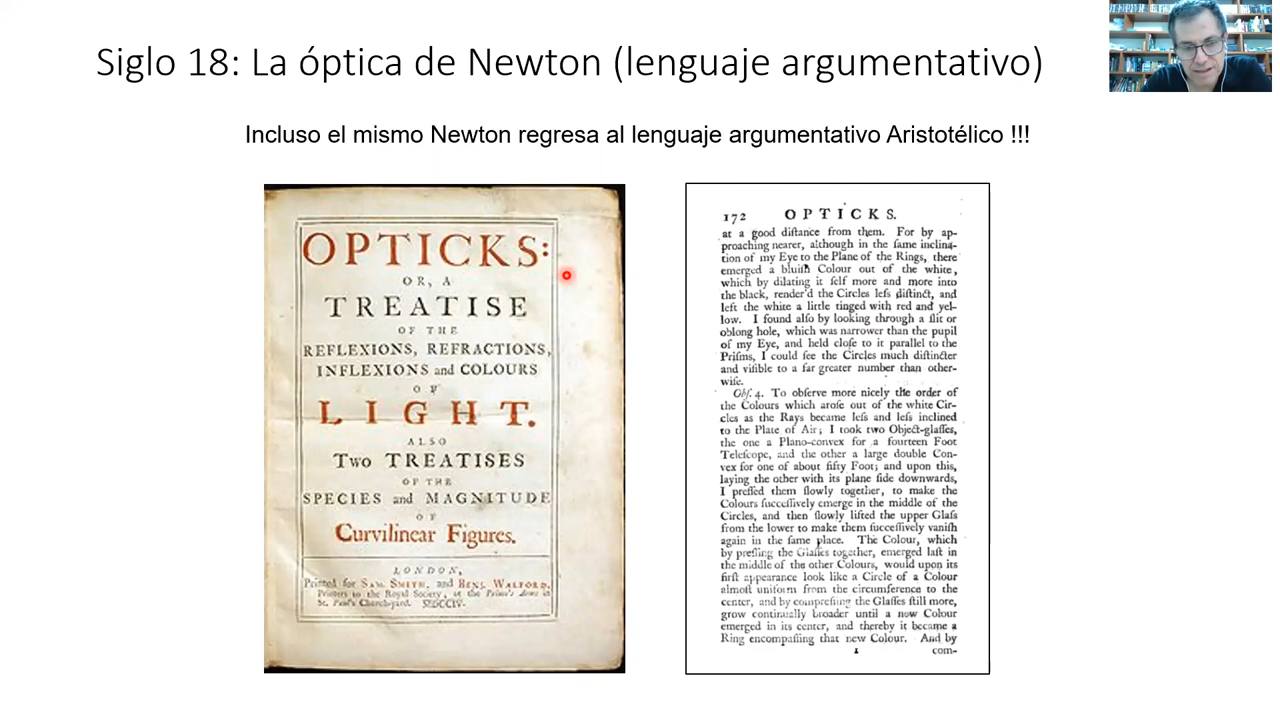 Siglo 18: La óptica de Newton (lenguaje argumentativo)
Incluso el mismo Newton regresa al lenguaje argumentativo Aristotélico !!!
OPTICKS:
OR, A
TREATISE
OF THE
REFLEXIONS, REFRACTIONS,
INFLEXIONS and COLOURS
OF
LIGHT.
ALSO
Two TREATISES
OF THE
SPECIES and MAGNITUDE
OF
Curvilinear Figures.
LONDON,
Printed for SAM. SMITH, and BENJ. WALFORD,
Printers to the Royal Society, at the Prince's Arms in
St. Paul's Churchyard. MDCCIV.
172 OPTICKS.
at a good diſtance from them. For by ap-
proaching nearer, although in the ſame inclina-
tion of my Eye to the Plane of the Rings, there
emerged a bluiſh Colour out of the white,
which by dilating it ſelf more and more into
the black, render'd the Circles leſs diſtinct, and
left the white a little tinged with red and yel-
low. I found alſo by looking through a ſlit or
oblong hole, which was narrower than the pupil
of my Eye, and held cloſe to it parallel to the
Priſms, I could ſee the Circles much diſtincter
and viſible to a far greater number than other-
wiſe.
Obſ. 4. To obſerve more nicely the order of
the Colours which aroſe out of the white Cir-
cles as the Rays became leſs and leſs inclined
to the Plate of Air; I took two Object-glaſſes,
the one a Plano-convex for a fourteen Foot
Teleſcope, and the other a large double Con-
vex for one of about fifty Foot; and upon this,
laying the other with its plane ſide downwards,
I preſſed them ſlowly together, to make the
Colours ſucceſſively emerge in the middle of the
Circles, and then ſlowly lifted the upper Glaſs
from the lower to make them ſucceſſively vaniſh
again in the ſame place. The Colour, which
by preſſing the Glaſſes together, emerged laſt in
the middle of the other Colours, would upon its
firſt appearance look like a Circle of a Colour
almoſt uniform from the circumference to the
center, and by compreſſing the Glaſſes ſtill more,
grow continually broader until a new Colour
emerged in its center, and thereby it became a
Ring encompaſſing that new Colour. And by
com-